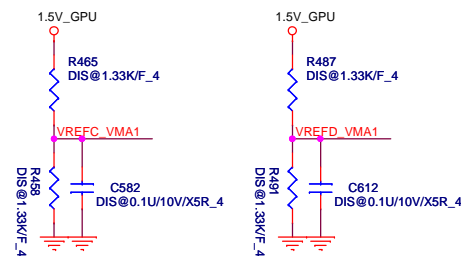 1.5V_GPU
R465
DIS@1.33K/F_4
VREFC_VMA1
R458
DIS@1.33K/F_4
C582
DIS@0.1U/10V/X5R_4
1.5V_GPU
R487
DIS@1.33K/F_4
VREFD_VMA1
R491
DIS@1.33K/F_4
C612
DIS@0.1U/10V/X5R_4